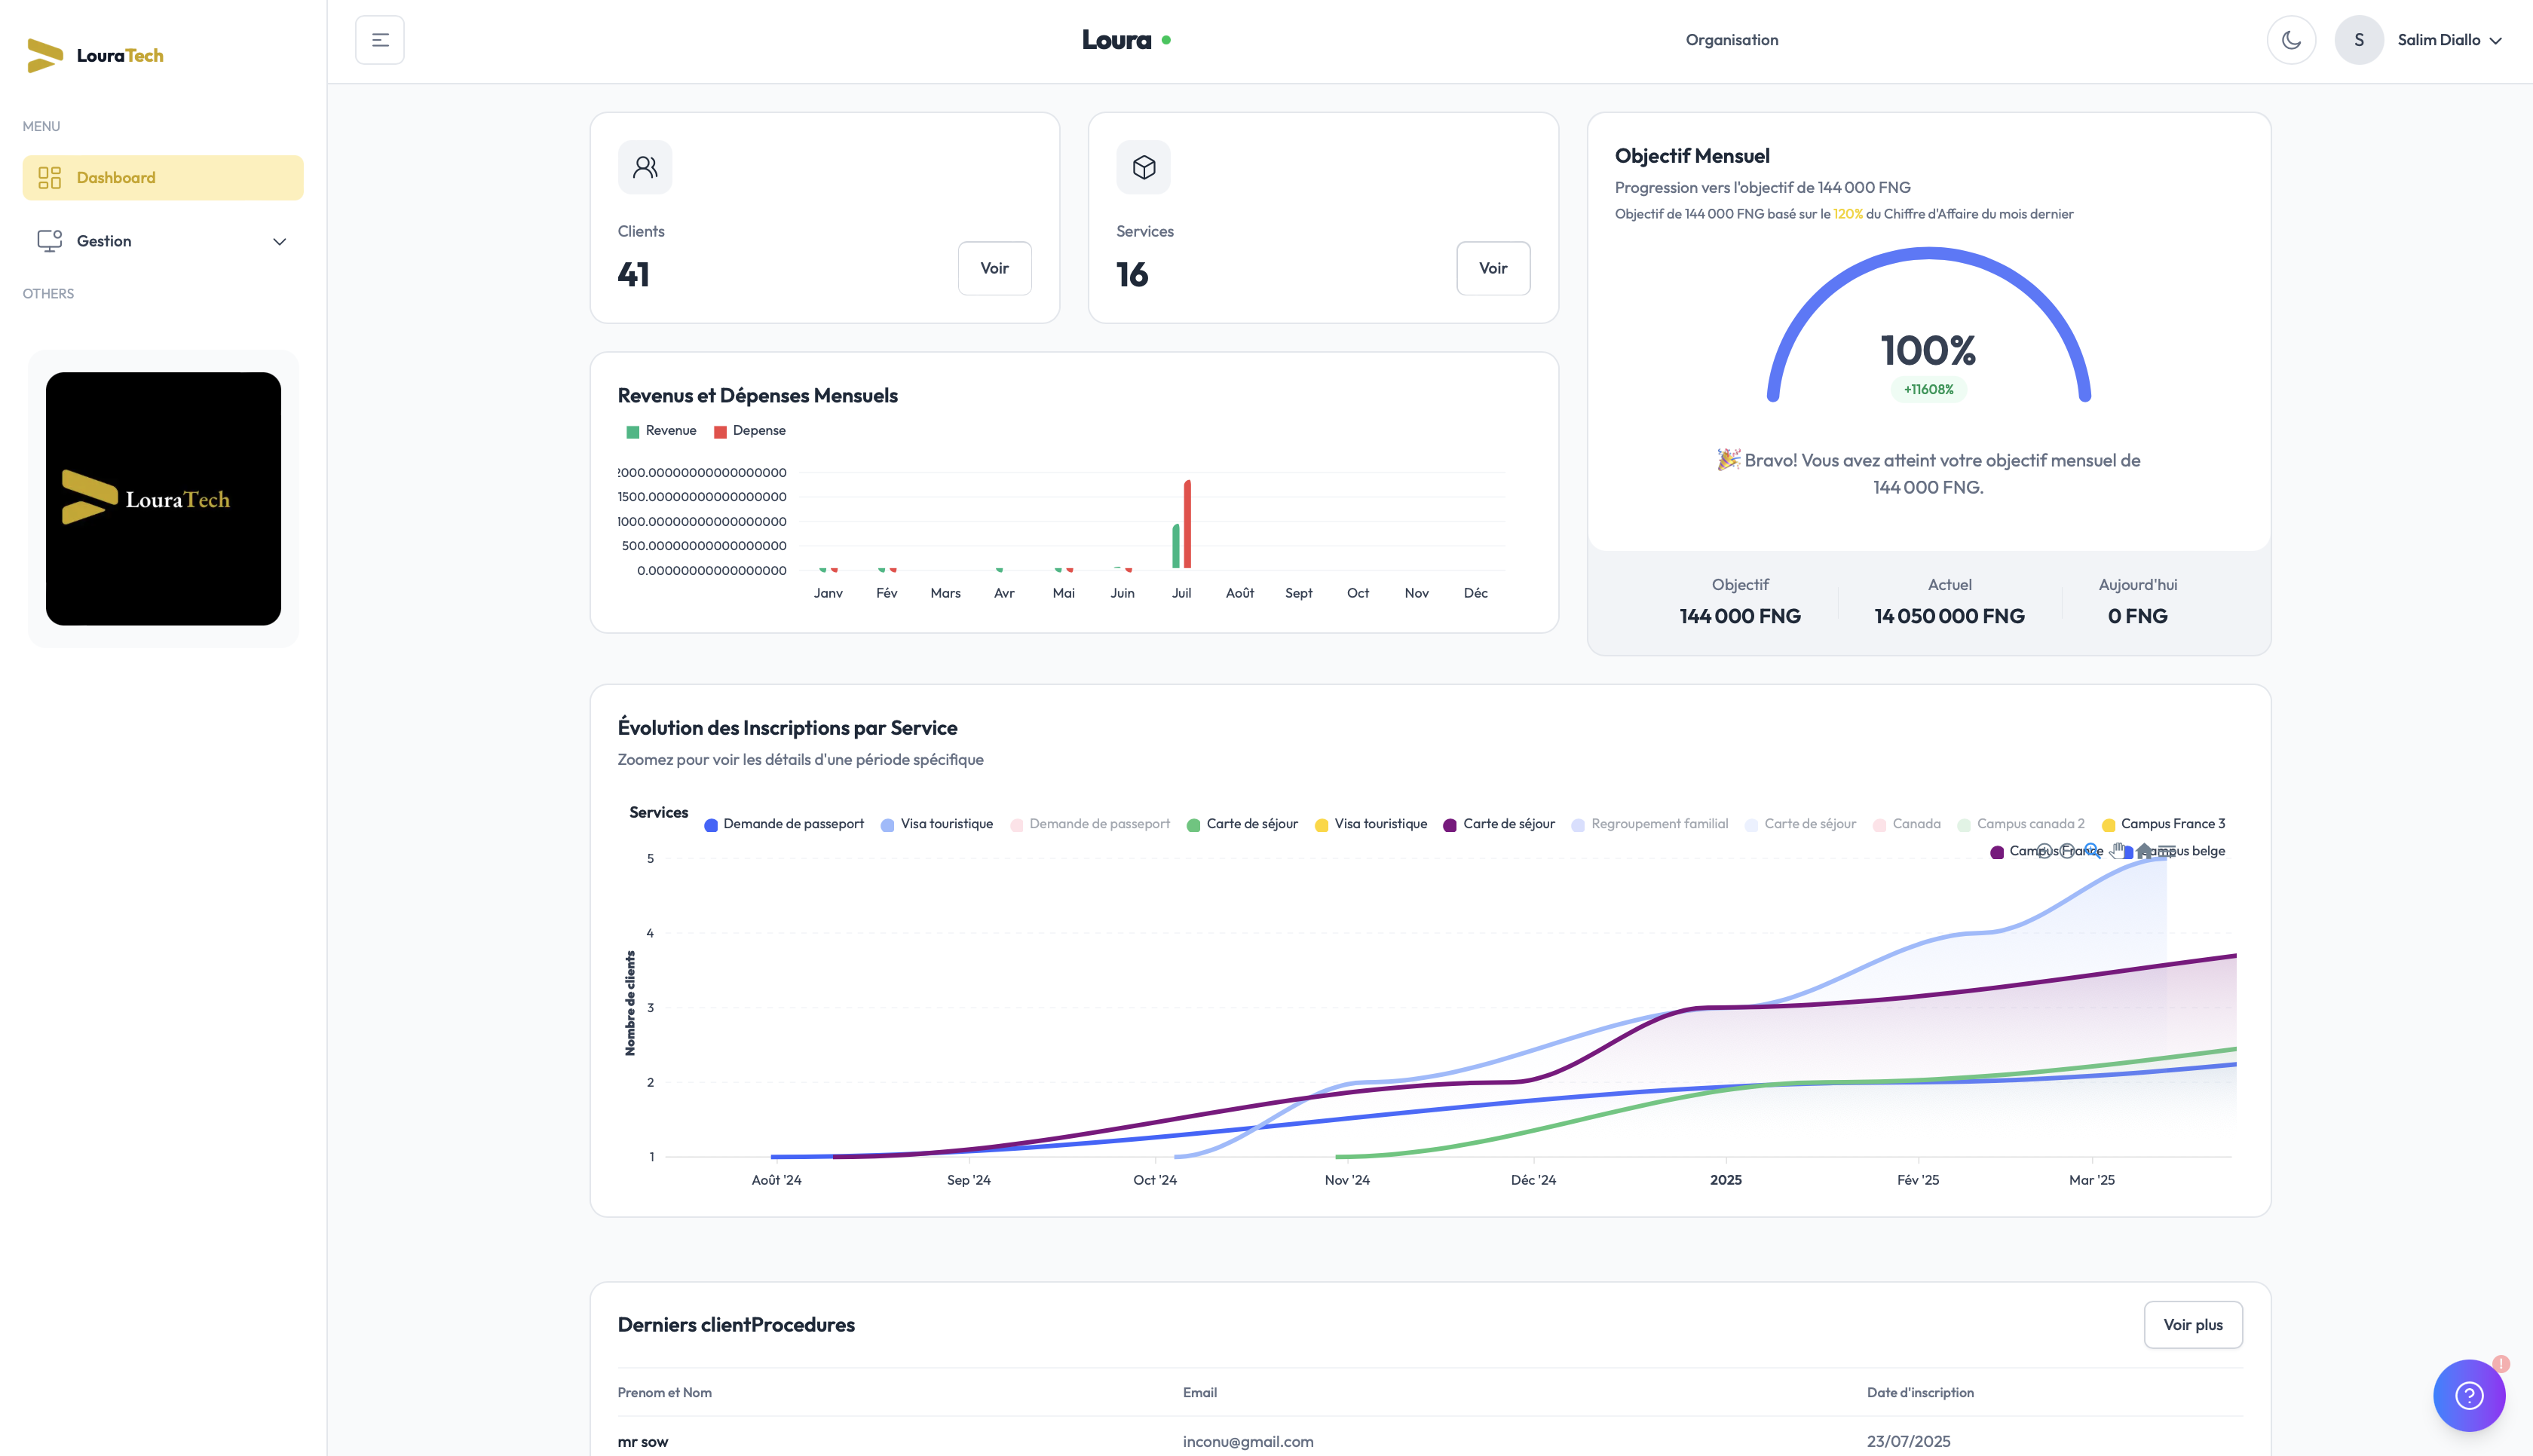 LouraTech
MENU
Dashboard
Gestion
OTHERS
LouraTech
Loura
Organisation
S
Salim Diallo
Clients
41
Voir
Services
16
Voir
Objectif Mensuel
Progression vers l'objectif de 144 000 FNG
Objectif de 144 000 FNG basé sur le 120% du Chiffre d'Affaire du mois dernier
100%
+11608%
🎉 Bravo! Vous avez atteint votre objectif mensuel de
144 000 FNG.
Objectif
144 000 FNG
Actuel
14 050 000 FNG
Aujourd'hui
0 FNG
Revenus et Dépenses Mensuels
Revenue
Depense
2000.00000000000000000
1500.00000000000000000
1000.00000000000000000
500.00000000000000000
0.00000000000000000
Janv Fév Mars Avr Mai Juin Juil Août Sept Oct Nov Déc
Évolution des Inscriptions par Service
Zoomez pour voir les détails d'une période spécifique
Services
Demande de passeport Visa touristique Demande de passeport Carte de séjour Visa touristique Carte de séjour Regroupement familial Carte de séjour Canada Campus canada 2 Campus France 3
Campus France Campus belge
Nombre de clients
5
4
3
2
1
Août '24 Sep '24 Oct '24 Nov '24 Déc '24 2025 Fév '25 Mar '25
Derniers clientProcedures
Voir plus
Prenom et Nom Email Date d'inscription
mr sow inconu@gmail.com 23/07/2025